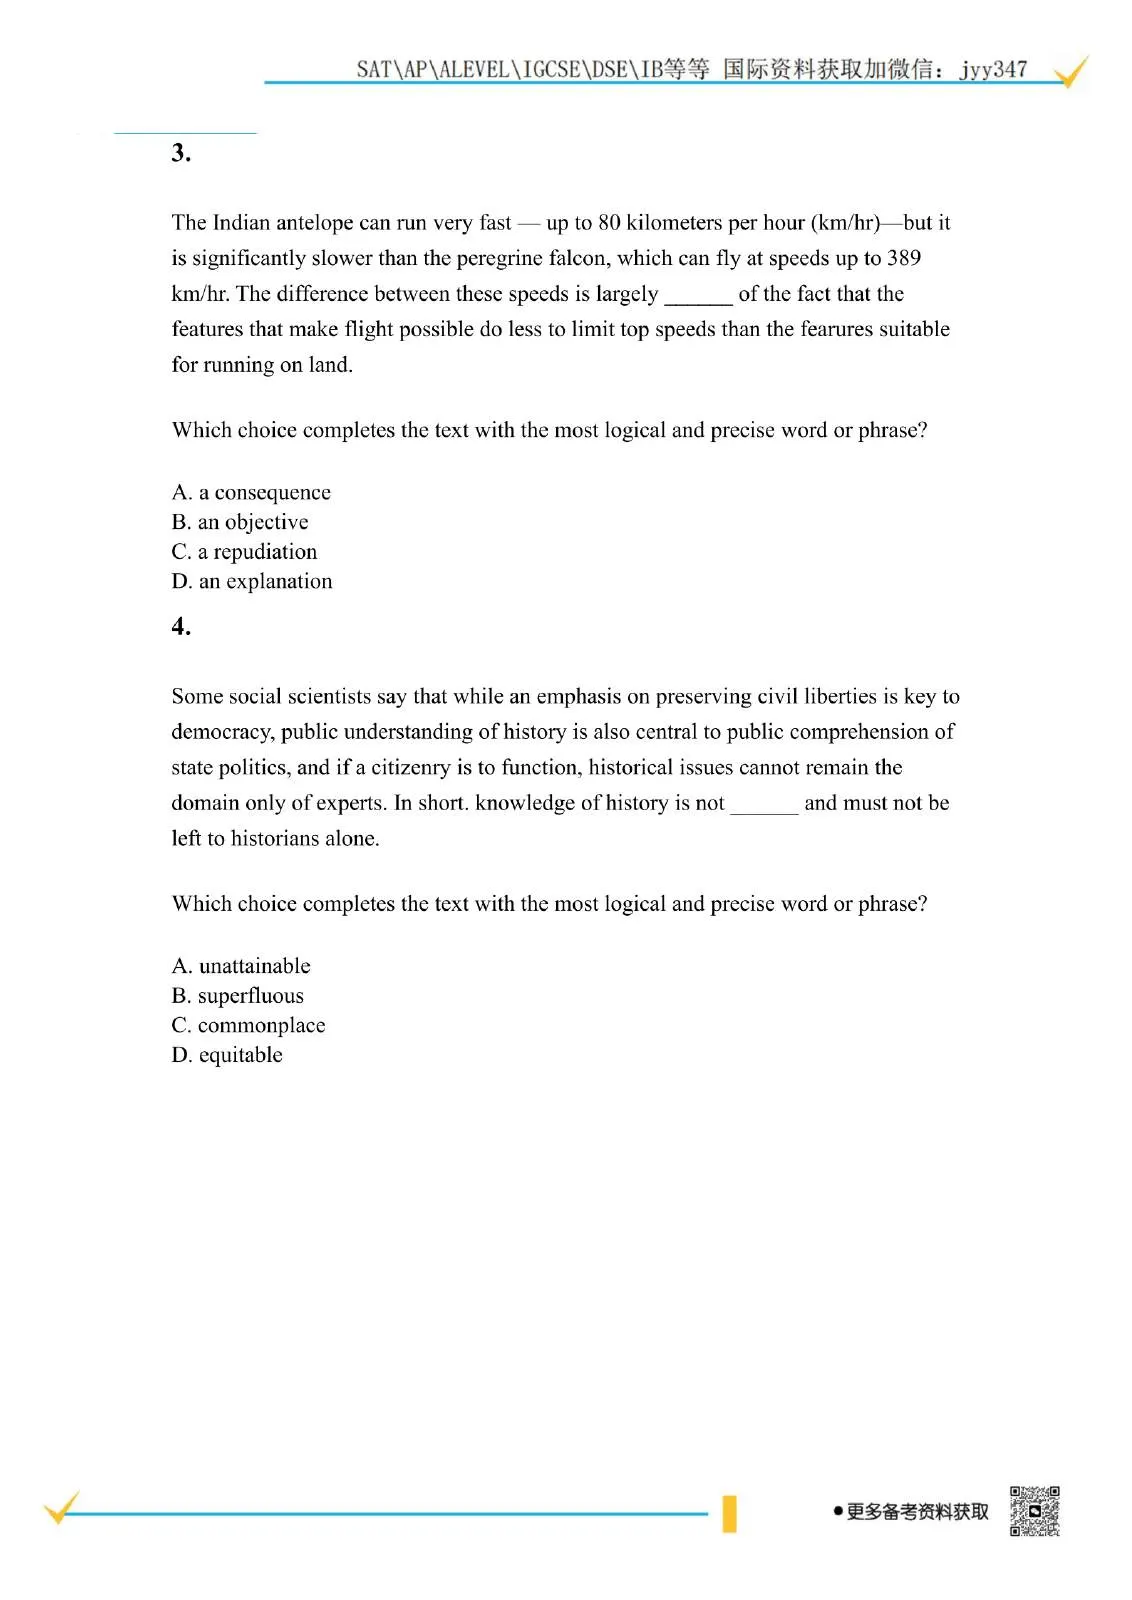 SAT\AP\ALEVEL\IGCSE\DSE\IB等等 国际资料获取加微信：jyy347
3.
The Indian antelope can run very fast — up to 80 kilometers per hour (km/hr)—but it
is significantly slower than the peregrine falcon, which can fly at speeds up to 389
km/hr. The difference between these speeds is largely ______ of the fact that the
features that make flight possible do less to limit top speeds than the fearures suitable
for running on land.
Which choice completes the text with the most logical and precise word or phrase?
A. a consequence
B. an objective
C. a repudiation
D. an explanation
4.
Some social scientists say that while an emphasis on preserving civil liberties is key to
democracy, public understanding of history is also central to public comprehension of
state politics, and if a citizenry is to function, historical issues cannot remain the
domain only of experts. In short. knowledge of history is not ______ and must not be
left to historians alone.
Which choice completes the text with the most logical and precise word or phrase?
A. unattainable
B. superfluous
C. commonplace
D. equitable
●更多备考资料获取